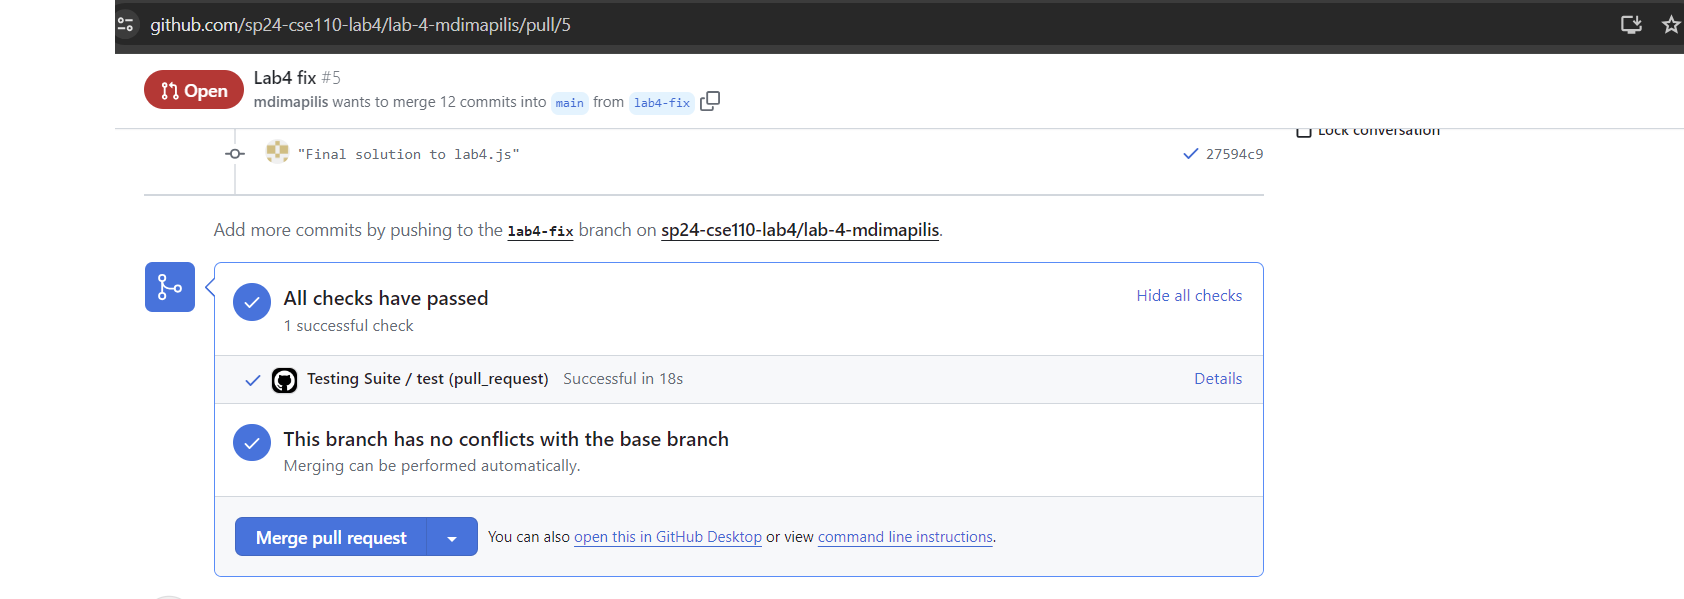 github.com/sp24-cse110-lab4/lab-4-mdimapilis/pull/5
Open
Lab4 fix #5
mdimapilis wants to merge 12 commits into main from lab4-fix
Lock conversation
"Final solution to lab4.js"
27594c9
Add more commits by pushing to the lab4-fix branch on sp24-cse110-lab4/lab-4-mdimapilis.
All checks have passed
Hide all checks
1 successful check
Testing Suite / test (pull_request) Successful in 18s
Details
This branch has no conflicts with the base branch
Merging can be performed automatically.
Merge pull request
You can also open this in GitHub Desktop or view command line instructions.